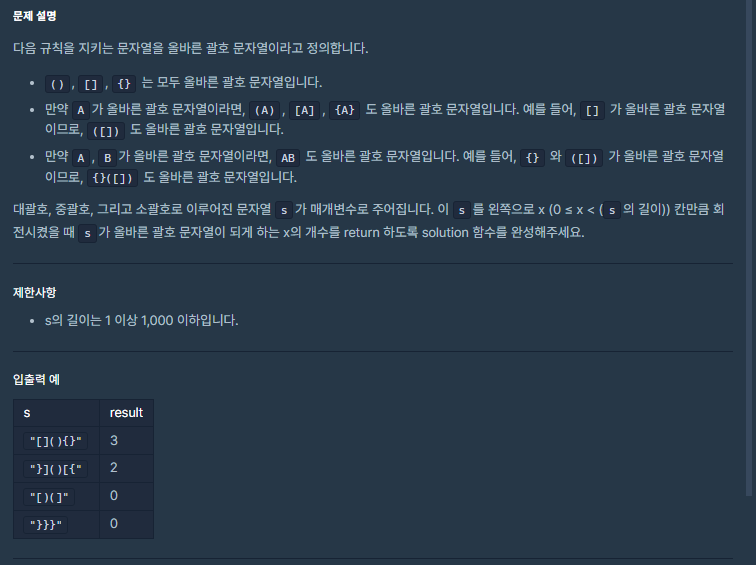 문제 설명
다음 규칙을 지키는 문자열을 올바른 괄호 문자열이라고 정의합니다.
• (), [], {} 는 모두 올바른 괄호 문자열입니다.
• 만약 A가 올바른 괄호 문자열이라면, (A), [A], {A} 도 올바른 괄호 문자열입니다. 예를 들어, [] 가 올바른 괄호 문자열
이므로, ([]) 도 올바른 괄호 문자열입니다.
• 만약 A, B가 올바른 괄호 문자열이라면, AB 도 올바른 괄호 문자열입니다. 예를 들어, {} 와 ([]) 가 올바른 괄호 문자
열이므로, {}([]) 도 올바른 괄호 문자열입니다.
대괄호, 중괄호, 그리고 소괄호로 이루어진 문자열 s가 매개변수로 주어집니다. 이 s를 왼쪽으로 x (0 ≤ x < (s의 길이)) 칸만큼 회
전시켰을 때 s가 올바른 괄호 문자열이 되게 하는 x의 개수를 return 하도록 solution 함수를 완성해주세요.
제한사항
• s의 길이는 1 이상 1,000 이하입니다.
입출력 예
s result
"[](){}" 3
"}]()[{" 2
"[)(]" 0
"}}}" 0